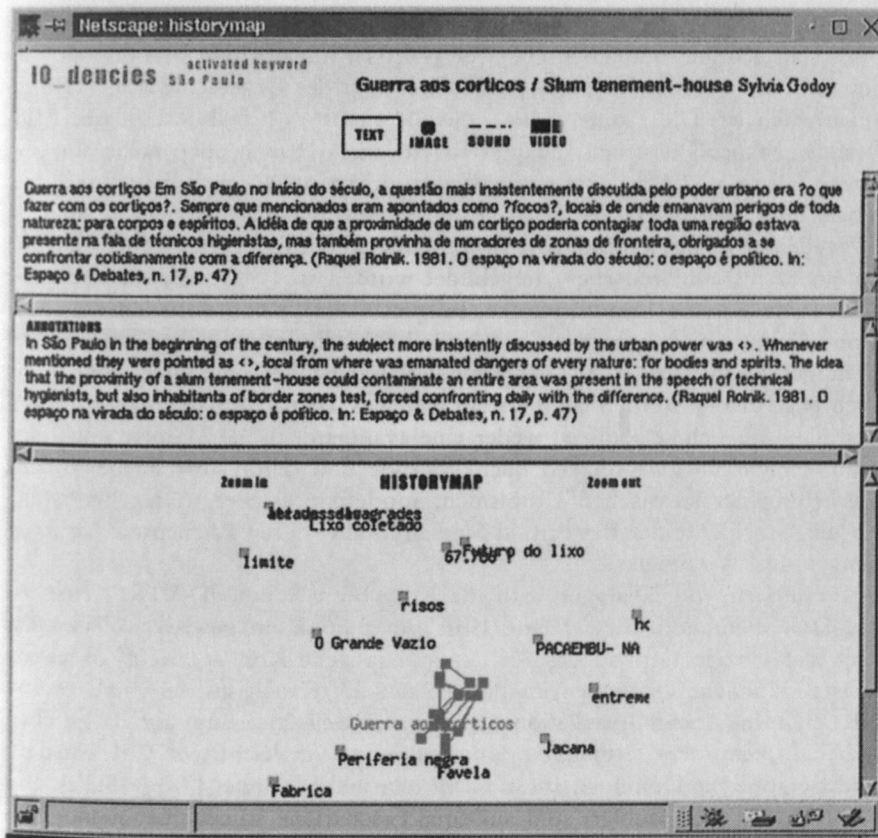 Netscape: historymap
IO_dencies activated keyword
São Paulo
Guerra aos corticos / Slum tenement-house Sylvia Godoy
TEXT IMAGE SOUND VIDEO
Guerra aos cortiços Em São Paulo no início do século, a questão mais insistentemente discutida pelo poder urbano era ?o que
fazer com os cortiços?. Sempre que mencionados eram apontados como ?focos?, locais de onde emanavam perigos de toda
natureza: para corpos e espíritos. A idéia de que a proximidade de um cortiço poderia contagiar toda uma região estava
presente na fala de técnicos higienistas, mas também provinha de moradores de zonas de fronteira, obrigados a se
confrontar cotidianamente com a diferença. (Raquel Rolnik. 1981. O espaço na virada do século: o espaço é político. In:
Espaço & Debates, n. 17, p. 47)
ANNOTATIONS
In São Paulo in the beginning of the century, the subject more insistently discussed by the urban power was <>. Whenever
mentioned they were pointed as <>, local from where was emanated dangers of every nature: for bodies and spirits. The idea
that the proximity of a slum tenement-house could contaminate an entire area was present in the speech of technical
hygienists, but also inhabitants of border zones test, forced confronting daily with the difference. (Raquel Rolnik. 1981. O
espaço na virada do século: o espaço é político. In: Espaço & Debates, n. 17, p. 47)
Zoom in HISTORYMAP Zoom out
Lixo coletado
limite
Futuro do lixo
risos
hc
O Grande Vazio
PACAEMBU- NA
entreme
Guerra aos corticos
Jacana
Periferia negra
Favela
Fabrica